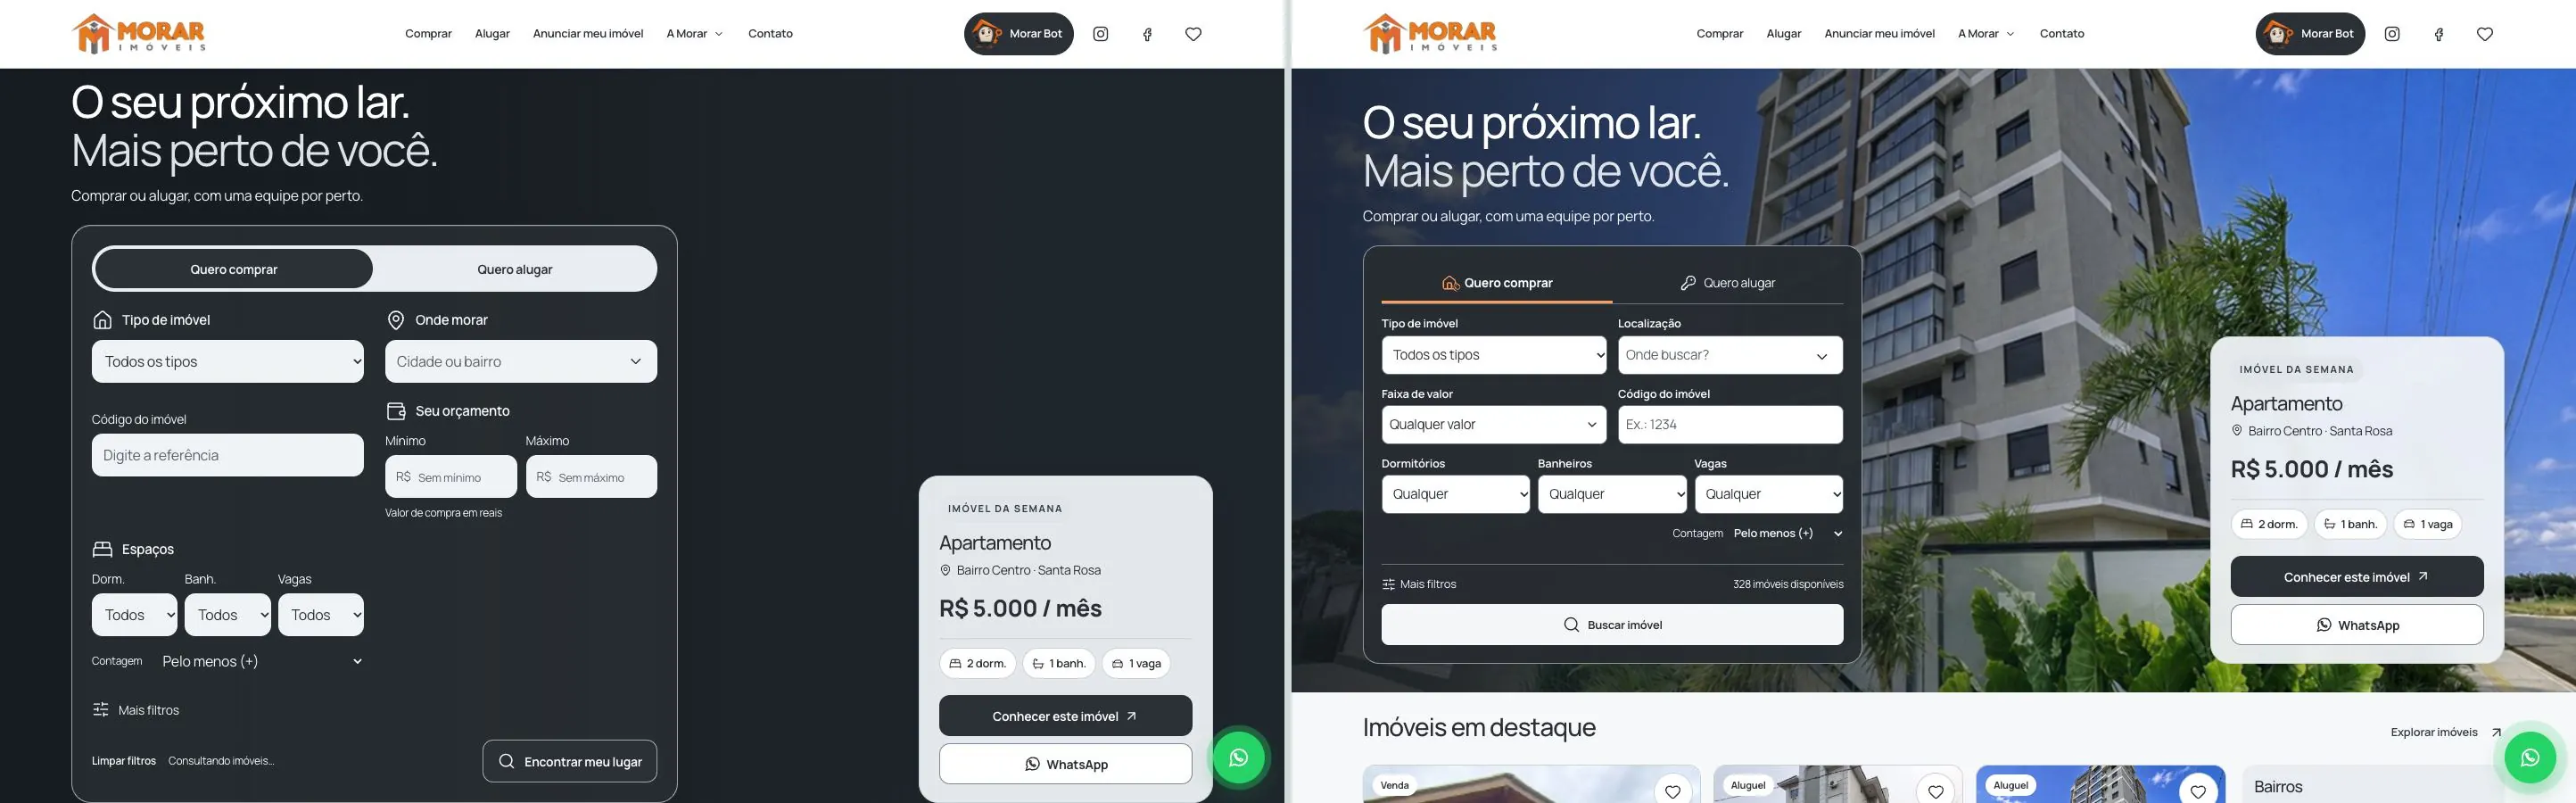 MORAR
IMÓVEIS
Comprar
Alugar
Anunciar meu imóvel
A Morar
Contato
Morar Bot
O seu próximo lar.
Mais perto de você.
Comprar ou alugar, com uma equipe por perto.
Quero comprar
Quero alugar
Tipo de imóvel
Todos os tipos
Onde morar
Cidade ou bairro
Código do imóvel
Digite a referência
Seu orçamento
Mínimo
Máximo
R$ Sem mínimo
R$ Sem máximo
Valor de compra em reais
Espaços
Dorm.
Banh.
Vagas
Todos
Todos
Todos
Contagem
Pelo menos (+)
Mais filtros
Limpar filtros
Consultando imóveis...
Encontrar meu lugar
IMÓVEL DA SEMANA
Apartamento
Bairro Centro · Santa Rosa
R$ 5.000 / mês
2 dorm.
1 banh.
1 vaga
Conhecer este imóvel
WhatsApp
MORAR
IMÓVEIS
Comprar
Alugar
Anunciar meu imóvel
A Morar
Contato
Morar Bot
O seu próximo lar.
Mais perto de você.
Comprar ou alugar, com uma equipe por perto.
Quero comprar
Quero alugar
Tipo de imóvel
Localização
Todos os tipos
Onde buscar?
Faixa de valor
Código do imóvel
Qualquer valor
Ex.: 1234
Dormitórios
Banheiros
Vagas
Qualquer
Qualquer
Qualquer
Contagem
Pelo menos (+)
Mais filtros
328 imóveis disponíveis
Buscar imóvel
IMÓVEL DA SEMANA
Apartamento
Bairro Centro · Santa Rosa
R$ 5.000 / mês
2 dorm.
1 banh.
1 vaga
Conhecer este imóvel
WhatsApp
Imóveis em destaque
Explorar imóveis
Venda
Aluguel
Aluguel
Bairros